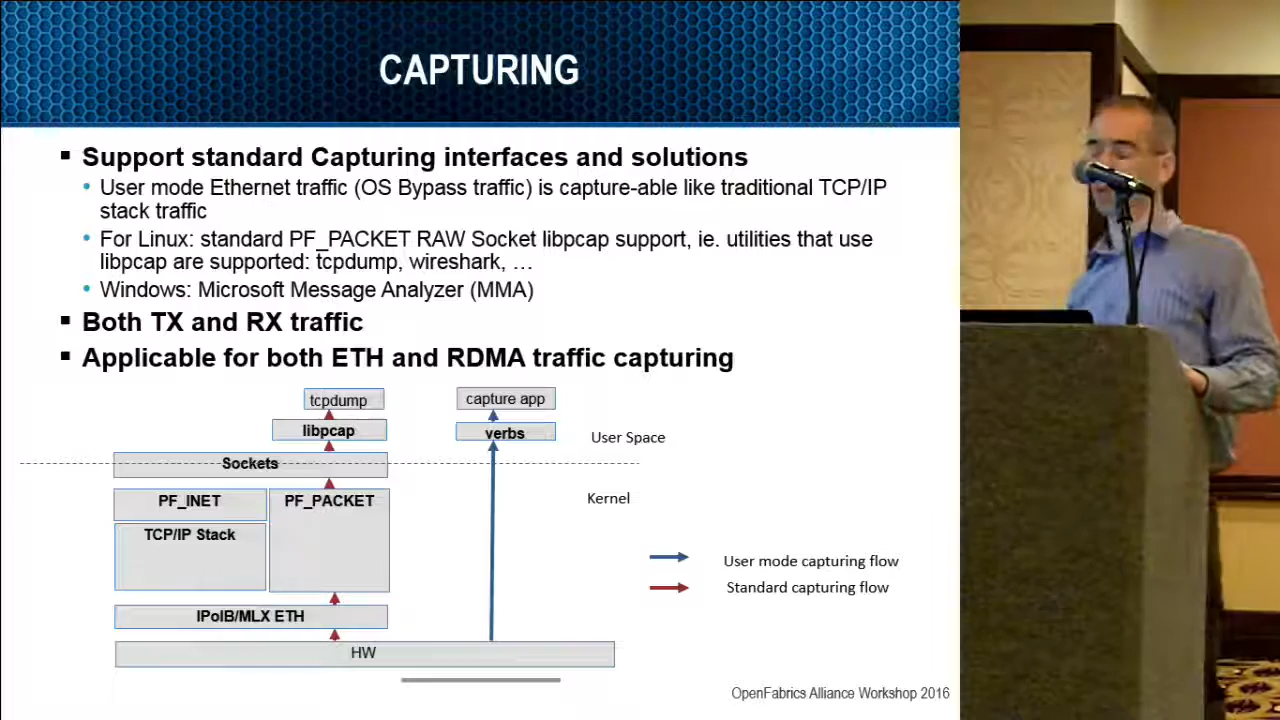 CAPTURING
▪ Support standard Capturing interfaces and solutions
• User mode Ethernet traffic (OS Bypass traffic) is capture-able like traditional TCP/IP
stack traffic
• For Linux: standard PF_PACKET RAW Socket libpcap support, ie. utilities that use
libpcap are supported: tcpdump, wireshark, …
• Windows: Microsoft Message Analyzer (MMA)
▪ Both TX and RX traffic
▪ Applicable for both ETH and RDMA traffic capturing
tcpdump
capture app
libpcap
verbs
User Space
Sockets
Kernel
PF_INET
PF_PACKET
TCP/IP Stack
User mode capturing flow
Standard capturing flow
IPoIB/MLX ETH
HW
OpenFabrics Alliance Workshop 2016